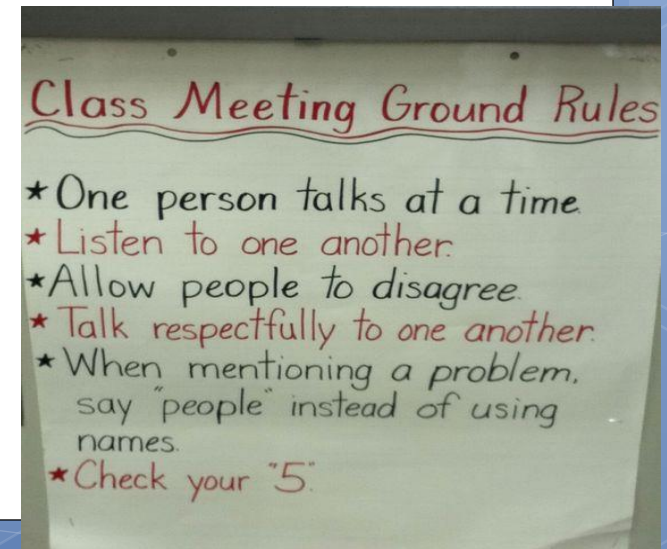 Class Meeting Ground Rules
★ One person talks at a time.
★ Listen to one another.
★ Allow people to disagree.
★ Talk respectfully to one another.
★ When mentioning a problem,
say "people" instead of using
names.
★ Check your "5".